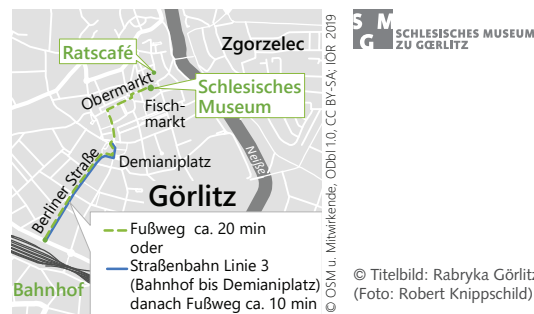 Zgorzelec
Ratscafé
Obermarkt
Schlesisches
Museum
Fisch-
markt
Demianiplatz
Berliner Straße
Neiße
Görlitz
Fußweg ca. 20 min
oder
Straßenbahn Linie 3
(Bahnhof bis Demianiplatz)
danach Fußweg ca. 10 min
Bahnhof
© OSM u. Mitwirkende, ODbl 1.0, CC BY-SA; IÖR 2019
S M
G
SCHLESISCHES MUSEUM
ZU GŒRLITZ
© Titelbild: Rabryka Görlitz
(Foto: Robert Knippschild)